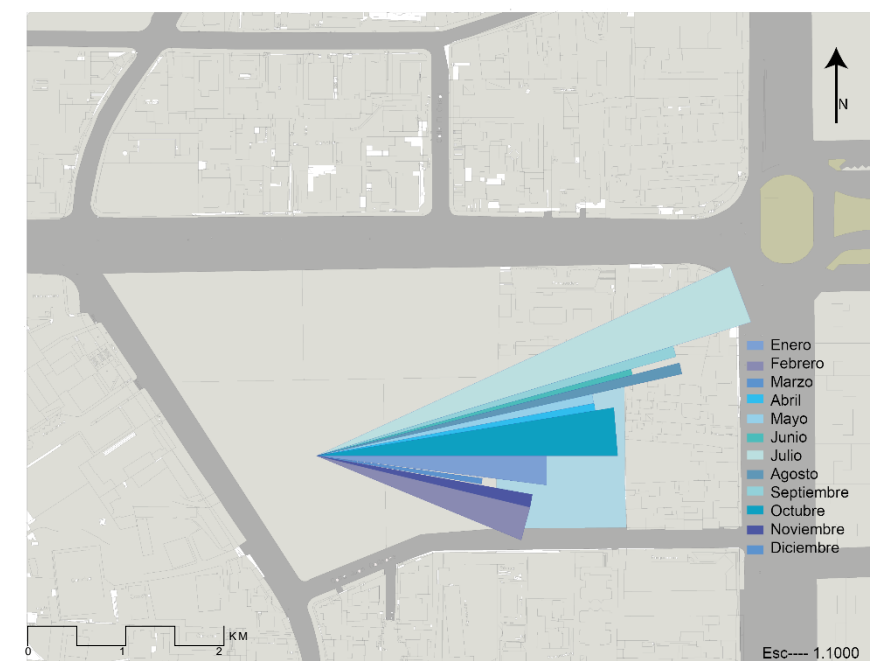 N
Enero
Febrero
Marzo
Abril
Mayo
Junio
Julio
Agosto
Septiembre
Octubre
Noviembre
Diciembre
KM
0 1 2
Esc---- 1.1000